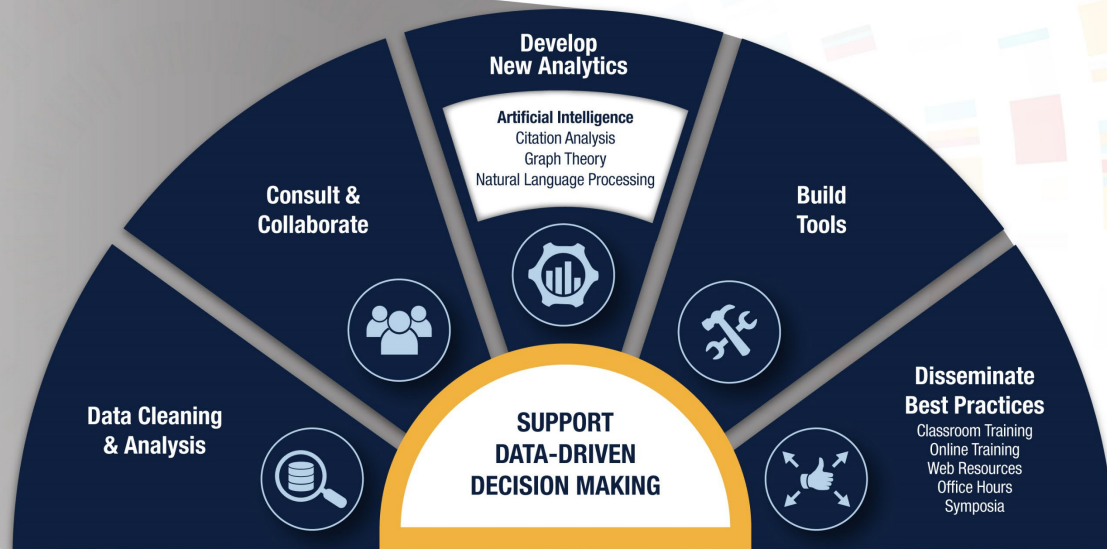 Develop
New Analytics
Artificial Intelligence
Citation Analysis
Graph Theory
Natural Language Processing
Consult &
Collaborate
Build
Tools
Data Cleaning
& Analysis
Disseminate
Best Practices
Classroom Training
Online Training
Web Resources
Office Hours
Symposia
SUPPORT
DATA-DRIVEN
DECISION MAKING